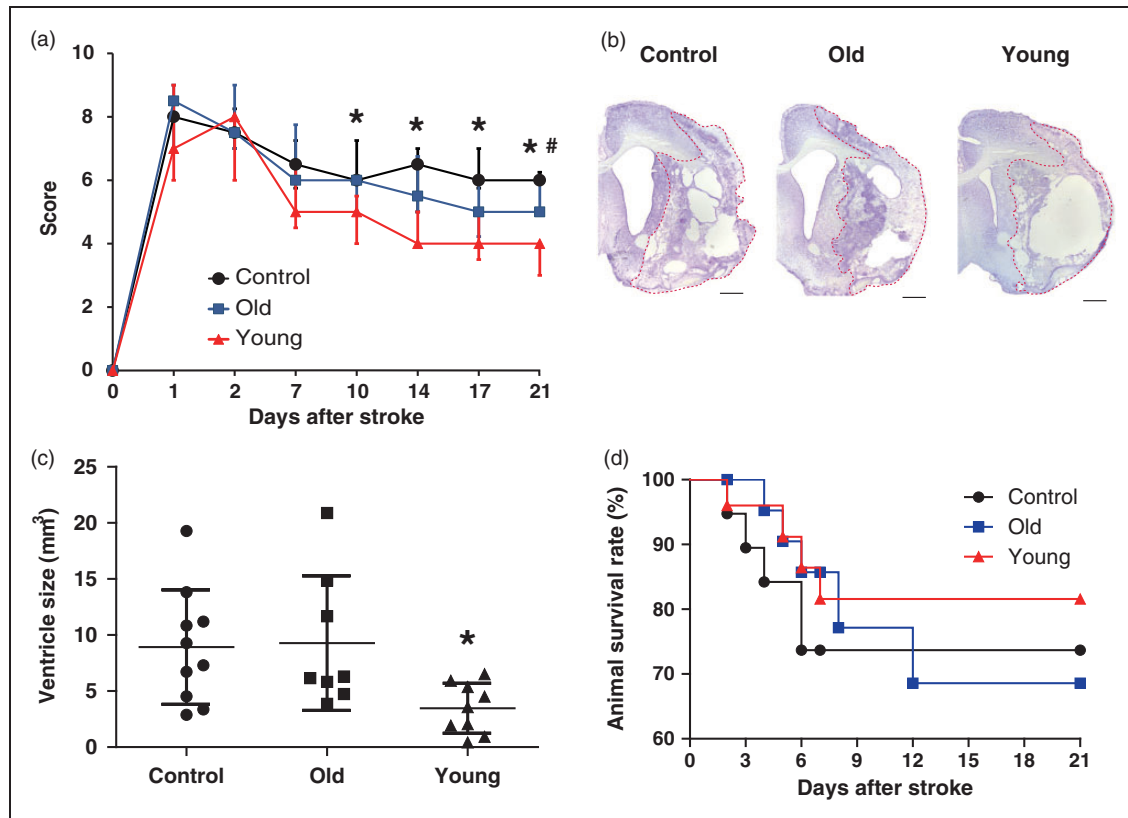 (a)
10
8
6
4
2
0
Score
* * * * #
Control
Old
Young
0 1 2 7 10 14 17 21
Days after stroke
(b)
Control Old Young
(c)
25
20
15
10
5
0
Ventricle size (mm³)
*
Control Old Young
(d)
100
90
80
70
60
Animal survival rate (%)
Control
Old
Young
0 3 6 9 12 15 18 21
Days after stroke